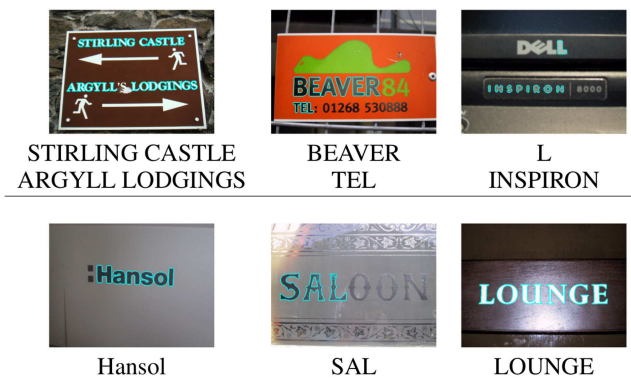 STIRLING CASTLE
ARGYLL'S LODGINGS
BEAVER84
TEL: 01268 530888
DELL
INSPIRON 8000
STIRLING CASTLE
ARGYLL LODGINGS
BEAVER
TEL
L
INSPIRON
:Hansol
SALOON
LOUNGE
Hansol
SAL
LOUNGE